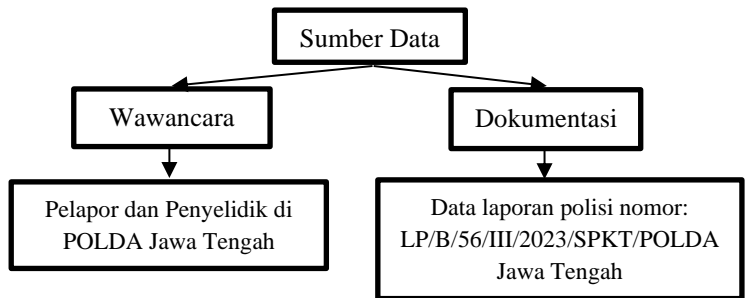 Sumber Data
Wawancara
Dokumentasi
Pelapor dan Penyelidik di
POLDA Jawa Tengah
Data laporan polisi nomor:
LP/B/56/III/2023/SPKT/POLDA
Jawa Tengah